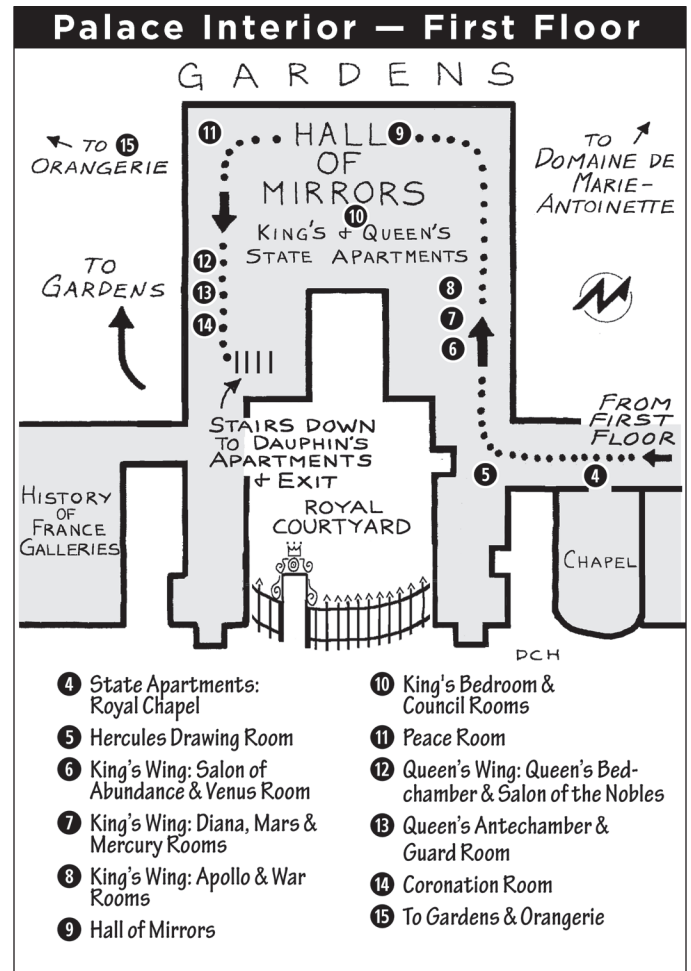 Palace Interior — First Floor
GARDENS
← TO 15
ORANGERIE
11
HALL
OF
MIRRORS
9
10
KING'S & QUEEN'S
STATE APARTMENTS
TO
DOMAINE DE
MARIE-
ANTOINETTE
TO
GARDENS
12
13
14
8
7
6
N
STAIRS DOWN
TO DAUPHIN'S
APARTMENTS
& EXIT
FROM
FIRST
FLOOR
5
4
HISTORY
OF
FRANCE
GALLERIES
ROYAL
COURTYARD
CHAPEL
DCH
4 State Apartments:
Royal Chapel
5 Hercules Drawing Room
6 King's Wing: Salon of
Abundance & Venus Room
7 King's Wing: Diana, Mars &
Mercury Rooms
8 King's Wing: Apollo & War
Rooms
9 Hall of Mirrors
10 King's Bedroom &
Council Rooms
11 Peace Room
12 Queen's Wing: Queen's Bed-
chamber & Salon of the Nobles
13 Queen's Antechamber &
Guard Room
14 Coronation Room
15 To Gardens & Orangerie